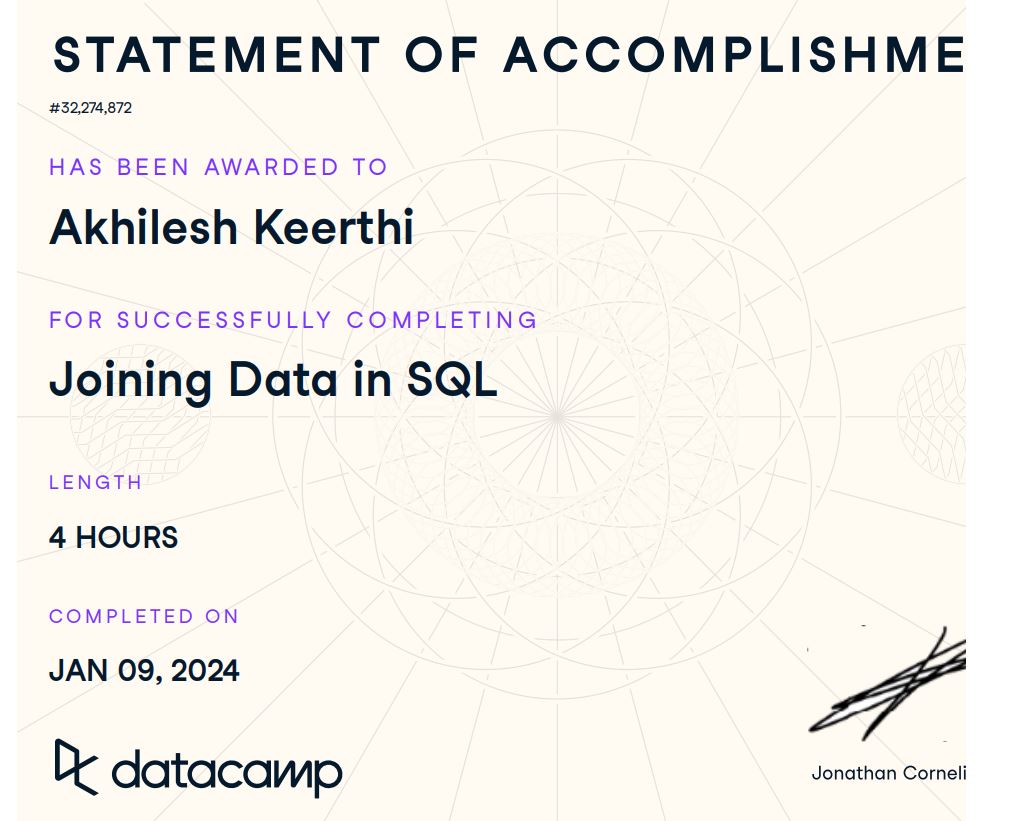 STATEMENT OF ACCOMPLISHME
#32,274,872
HAS BEEN AWARDED TO
Akhilesh Keerthi
FOR SUCCESSFULLY COMPLETING
Joining Data in SQL
LENGTH
4 HOURS
COMPLETED ON
JAN 09, 2024
datacamp
Jonathan Corneli